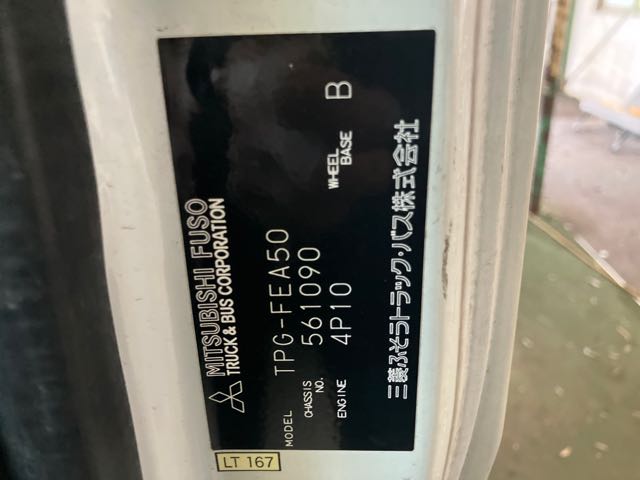 MITSUBISHI FUSO
TRUCK & BUS CORPORATION
MODEL TPG-FEA50
CHASSIS NO. 561090
ENGINE 4P10 WHEEL BASE B
三菱ふそうトラック・バス株式会社
LT 167